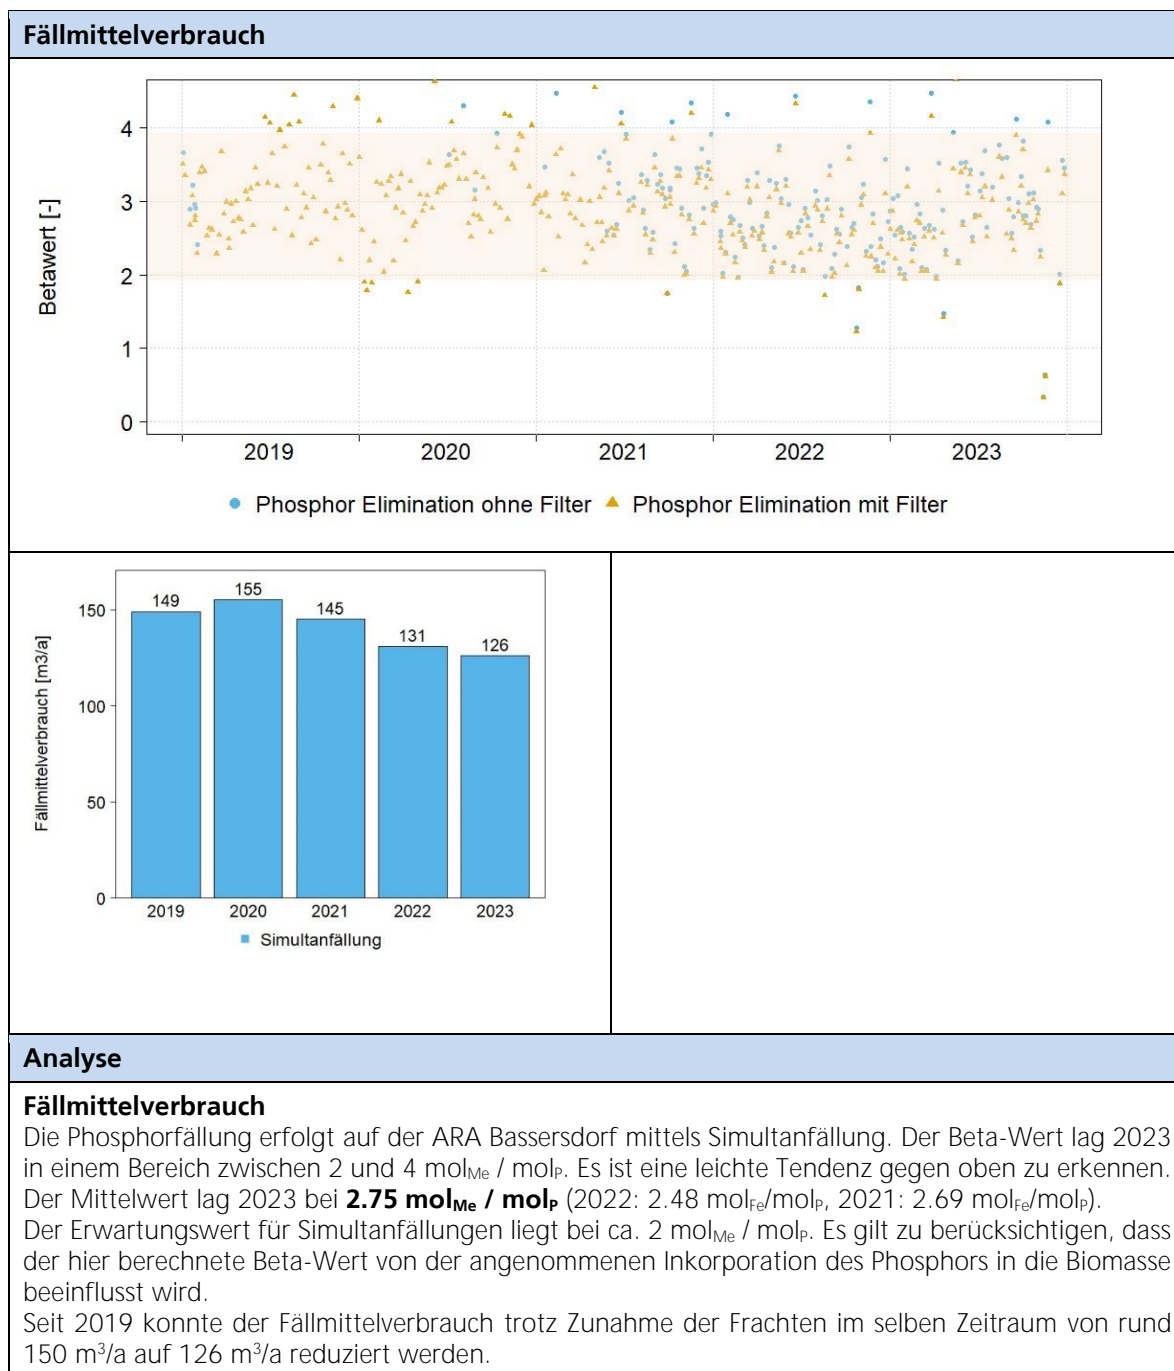 Fällmittelverbrauch
Betawert [-]
4
3
2
1
0
2019 2020 2021 2022 2023
Phosphor Elimination ohne Filter Phosphor Elimination mit Filter
Fällmittelverbrauch [m3/a]
150
100
50
0
149 155 145 131 126
2019 2020 2021 2022 2023
Simultanfällung
Analyse
Fällmittelverbrauch
Die Phosphorfällung erfolgt auf der ARA Bassersdorf mittels Simultanfällung. Der Beta-Wert lag 2023
in einem Bereich zwischen 2 und 4 molMe / molP. Es ist eine leichte Tendenz gegen oben zu erkennen.
Der Mittelwert lag 2023 bei 2.75 molMe / molP (2022: 2.48 molFe/molP, 2021: 2.69 molFe/molP).
Der Erwartungswert für Simultanfällungen liegt bei ca. 2 molMe / molP. Es gilt zu berücksichtigen, dass
der hier berechnete Beta-Wert von der angenommenen Inkorporation des Phosphors in die Biomasse
beeinflusst wird.
Seit 2019 konnte der Fällmittelverbrauch trotz Zunahme der Frachten im selben Zeitraum von rund
150 m³/a auf 126 m³/a reduziert werden.